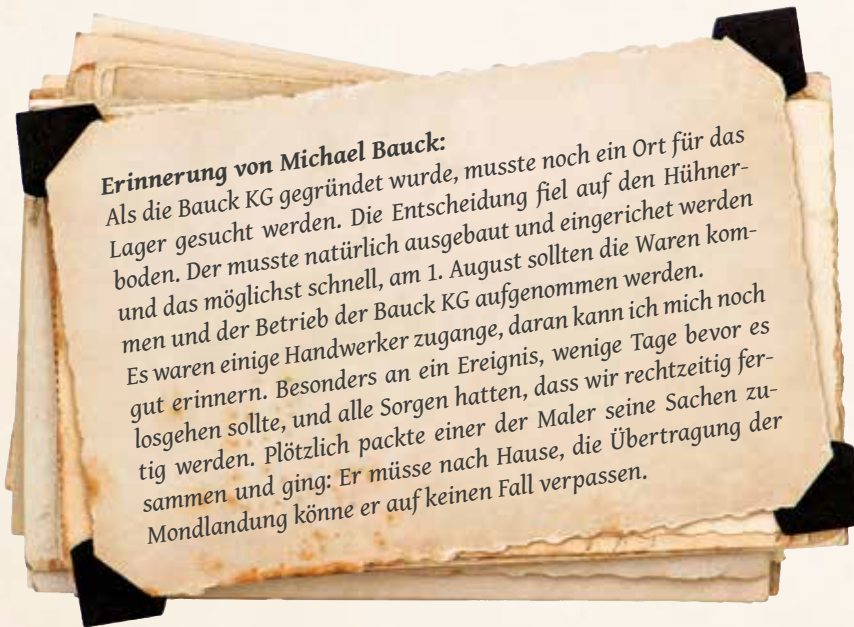 Erinnerung von Michael Bauck:
Als die Bauck KG gegründet wurde, musste noch ein Ort für das
Lager gesucht werden. Die Entscheidung fiel auf den Hühner-
boden. Der musste natürlich ausgebaut und eingerichet werden
und das möglichst schnell, am 1. August sollten die Waren kom-
men und der Betrieb der Bauck KG aufgenommen werden.
Es waren einige Handwerker zugange, daran kann ich mich noch
gut erinnern. Besonders an ein Ereignis, wenige Tage bevor es
losgehen sollte, und alle Sorgen hatten, dass wir rechtzeitig fer-
tig werden. Plötzlich packte einer der Maler seine Sachen zu-
sammen und ging: Er müsse nach Hause, die Übertragung der
Mondlandung könne er auf keinen Fall verpassen.